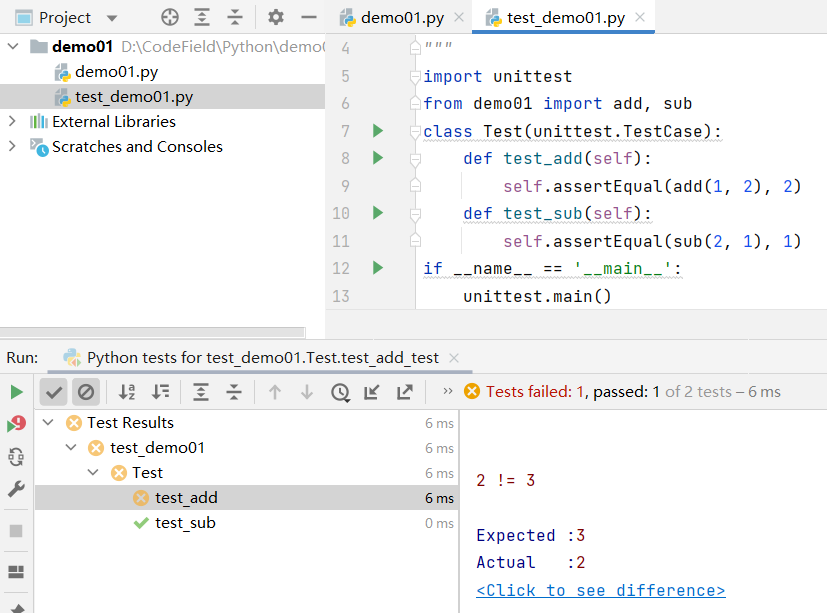 Project
demo01.py
test_demo01.py
demo01 D:\CodeField\Python\demo0
demo01.py
test_demo01.py
External Libraries
Scratches and Consoles
4 """
5 import unittest
6 from demo01 import add, sub
7 class Test(unittest.TestCase):
8 def test_add(self):
9 self.assertEqual(add(1, 2), 2)
10 def test_sub(self):
11 self.assertEqual(sub(2, 1), 1)
12 if __name__ == '__main__':
13 unittest.main()
Run: Python tests for test_demo01.Test.test_add_test
Tests failed: 1, passed: 1 of 2 tests – 6 ms
Test Results 6 ms
test_demo01 6 ms
Test 6 ms
test_add 6 ms
test_sub 0 ms
2 != 3
Expected :3
Actual :2
<Click to see difference>